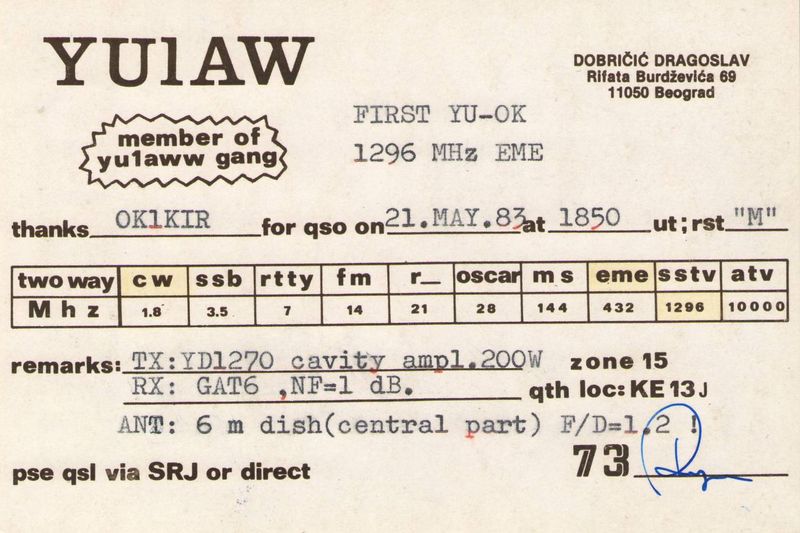 YU1AW
DOBRIČIĆ DRAGOSLAV
Rifata Burdževića 69
11050 Beograd
member of
yu1aww gang
FIRST YU-OK
1296 MHz EME
thanks OK1KIR for qso on 21.MAY.83 at 1850 ut; rst "M"
two way cw ssb rtty fm r_ oscar ms eme sstv atv
Mhz 1.8 3.5 7 14 21 28 144 432 1296 10000
remarks: TX:YD1270 cavity ampl.200W zone 15
RX: GAT6 ,NF=1 dB. qth loc: KE13J
ANT: 6 m dish(central part) F/D=1.2 !
pse qsl via SRJ or direct 73